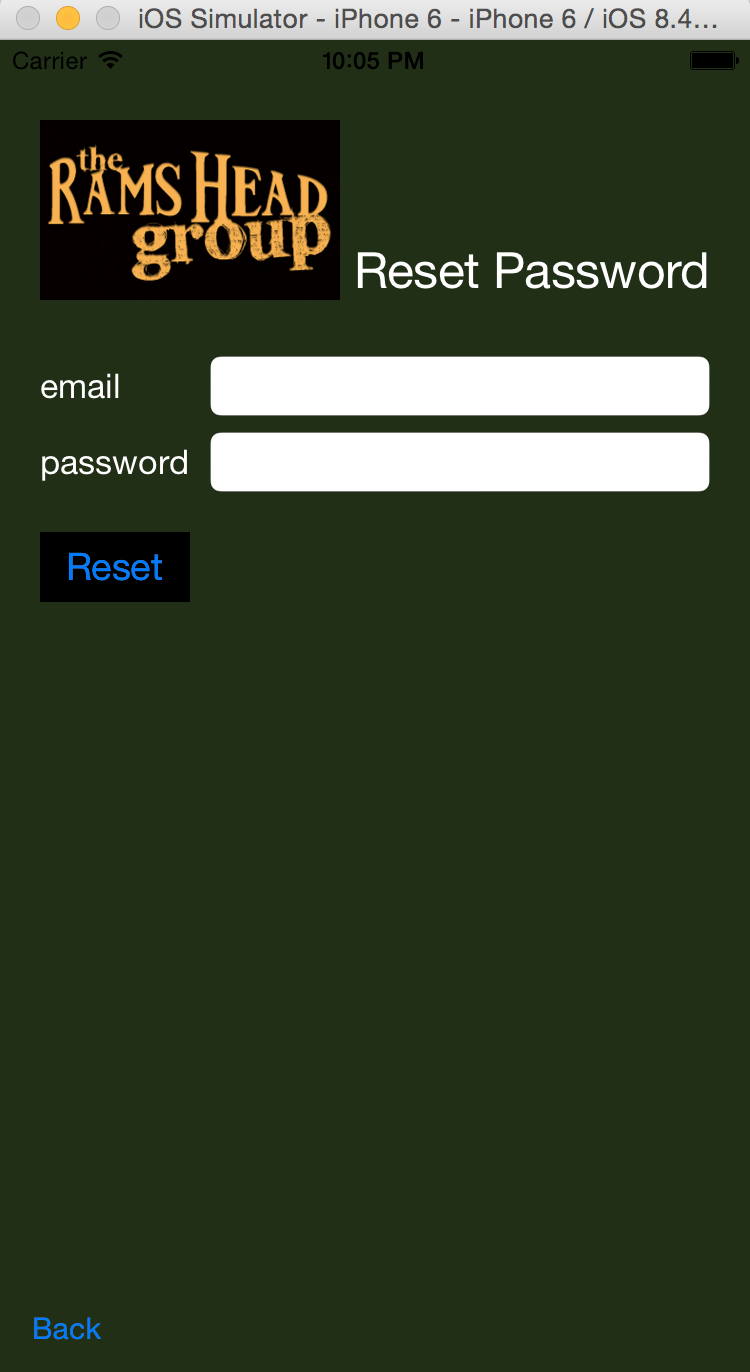 iOS Simulator - iPhone 6 - iPhone 6 / iOS 8.4...
Carrier 10:05 PM
the
RAMS HEAD
group
Reset Password
email
password
Reset
Back